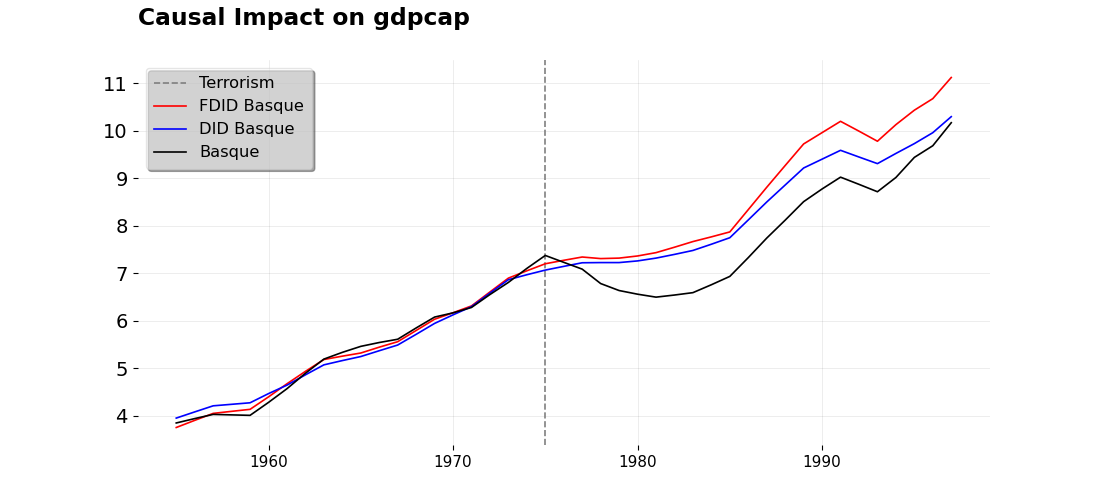 Causal Impact on gdpcap
Terrorism
FDID Basque
DID Basque
Basque
11
10
9
8
7
6
5
4
1960
1970
1980
1990